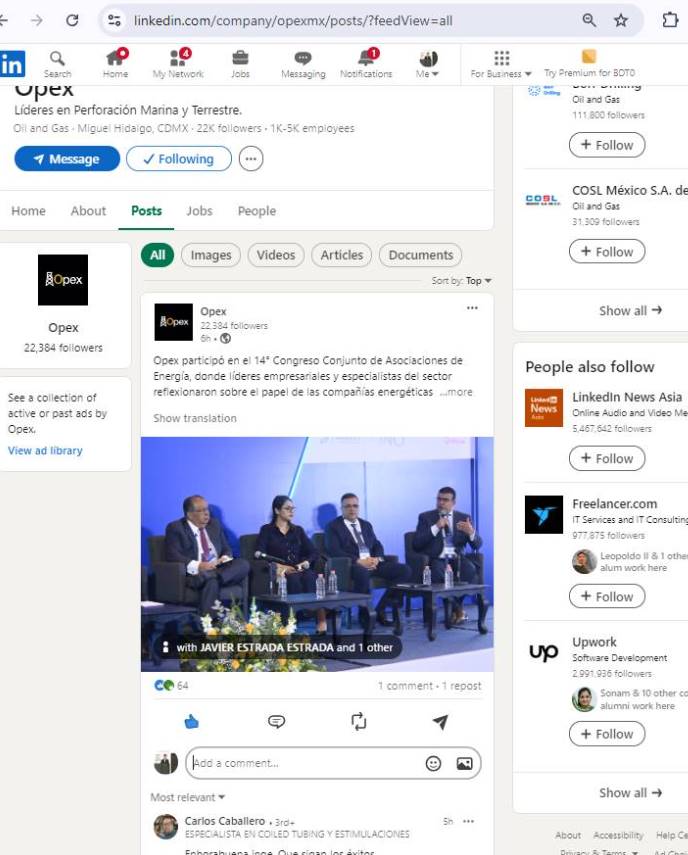 linkedin.com/company/opexmx/posts/?feedView=all
in
Search
Home
4
My Network
Jobs
Messaging
1
Notifications
Me
For Business
Try Premium for BDT0
Opex
Líderes en Perforación Marina y Terrestre.
Oil and Gas · Miguel Hidalgo, CDMX · 22K followers · 1K-5K employees
Message
Following
Home
About
Posts
Jobs
People
Opex
Opex
22,384 followers
See a collection of
active or past ads by
Opex.
View ad library
All
Images
Videos
Articles
Documents
Sort by: Top
Opex
Opex
22,384 followers
6h •
Opex participó en el 14° Congreso Conjunto de Asociaciones de
Energía, donde líderes empresariales y especialistas del sector
reflexionaron sobre el papel de las compañías energéticas ...more
Show translation
with JAVIER ESTRADA ESTRADA and 1 other
64
1 comment · 1 repost
Add a comment...
Most relevant
Carlos Caballero • 3rd+
5h
ESPECIALISTA EN COILED TUBING Y ESTIMULACIONES
Enhorabuena inge. Que sigan los éxitos
Drilling
Oil and Gas
111,800 followers
+ Follow
COSL
COSL México S.A. de
Oil and Gas
31,309 followers
+ Follow
Show all →
People also follow
LinkedIn
News
Asia
LinkedIn News Asia
Online Audio and Video Me
5,467,642 followers
+ Follow
Freelancer.com
IT Services and IT Consulting
977,875 followers
Leopoldo II & 1 other
alum work here
+ Follow
up
Upwork
Software Development
2,991,936 followers
Sonam & 10 other co
alumni work here
+ Follow
Show all →
About
Accessibility
Help Ce
Privacy & Terms
Ad Choi